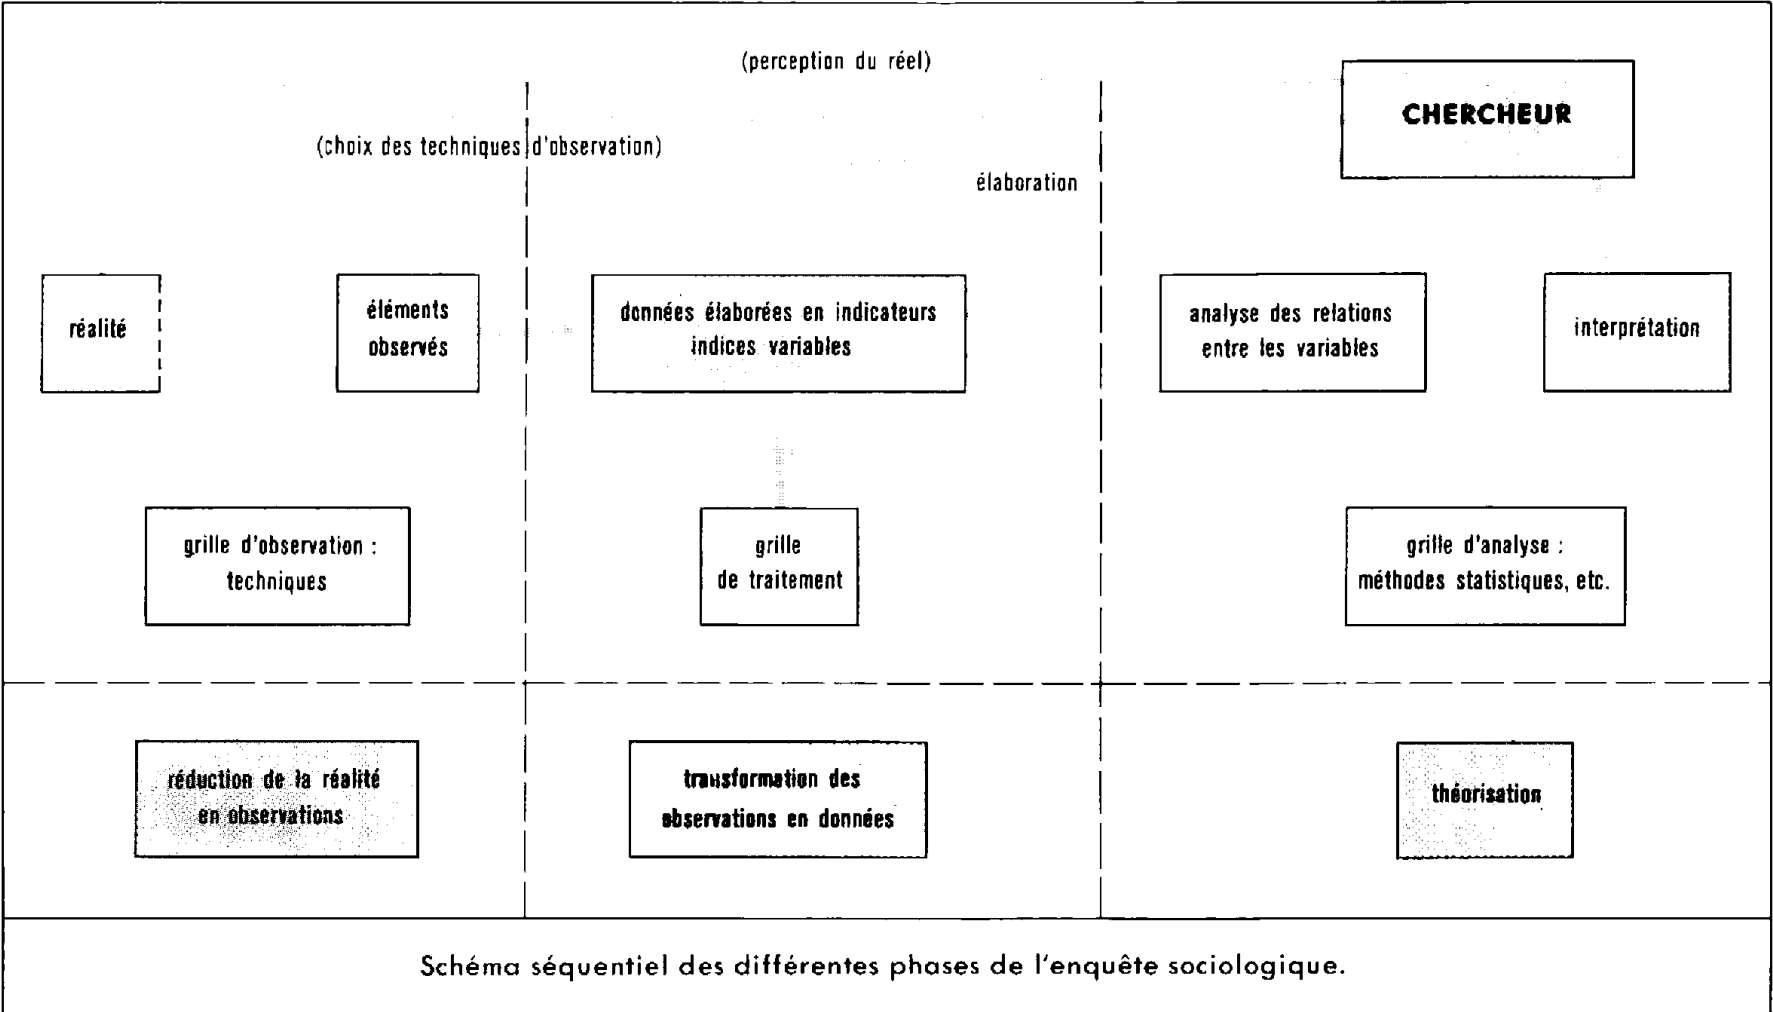 (perception du réel)
CHERCHEUR
(choix des techniques d'observation)
élaboration
réalité
éléments
observés
données élaborées en indicateurs
indices variables
analyse des relations
entre les variables
interprétation
grille d'observation :
techniques
grille
de traitement
grille d'analyse :
méthodes statistiques, etc.
réduction de la réalité
en observations
transformation des
observations en données
théorisation
Schéma séquentiel des différentes phases de l'enquête sociologique.